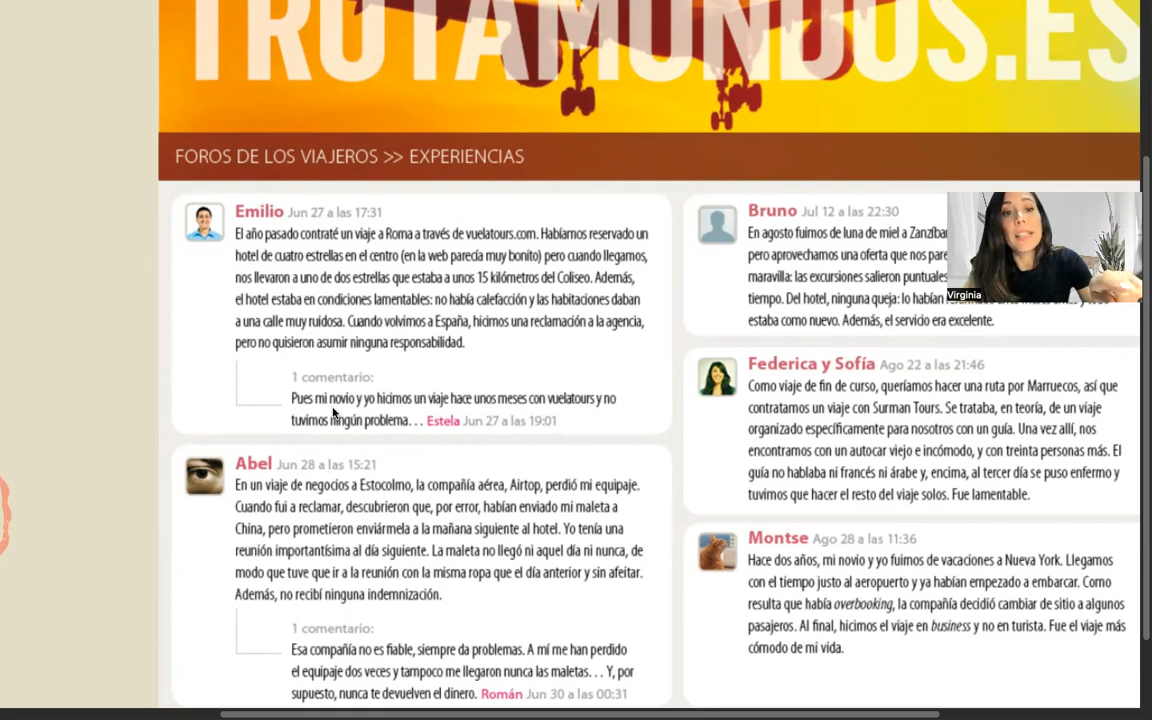 TROTAMUNDOS.ES
FOROS DE LOS VIAJEROS >> EXPERIENCIAS
Emilio Jun 27 a las 17:31
El año pasado contraté un viaje a Roma a través de vuelatours.com. Habíamos reservado un
hotel de cuatro estrellas en el centro (en la web parecía muy bonito) pero cuando llegamos,
nos llevaron a uno de dos estrellas que estaba a unos 15 kilómetros del Coliseo. Además,
el hotel estaba en condiciones lamentables: no había calefacción y las habitaciones daban
a una calle muy ruidosa. Cuando volvimos a España, hicimos una reclamación a la agencia,
pero no quisieron asumir ninguna responsabilidad.
1 comentario:
Pues mi novio y yo hicimos un viaje hace unos meses con vuelatours y no
tuvimos ningún problema... Estela Jun 27 a las 19:01
Abel Jun 28 a las 15:21
En un viaje de negocios a Estocolmo, la compañía aérea, Airtop, perdió mi equipaje.
Cuando fui a reclamar, descubrieron que, por error, habían enviado mi maleta a
China, pero prometieron enviármela a la mañana siguiente al hotel. Yo tenía una
reunión importantísima al día siguiente. La maleta no llegó ni aquel día ni nunca, de
modo que tuve que ir a la reunión con la misma ropa que el día anterior y sin afeitar.
Además, no recibí ninguna indemnización.
1 comentario:
Esa compañía no es fiable, siempre da problemas. A mí me han perdido
el equipaje dos veces y tampoco me llegaron nunca las maletas... Y, por
supuesto, nunca te devuelven el dinero. Román Jun 30 a las 00:31
Bruno Jul 12 a las 22:30
En agosto fuimos de luna de miel a Zanzíbar
pero aprovechamos una oferta que nos pare
maravilla: las excursiones salieron puntuales
tiempo. Del hotel, ninguna queja: lo habían
estaba como nuevo. Además, el servicio era excelente.
Virginia
Federica y Sofía Ago 22 a las 21:46
Como viaje de fin de curso, queríamos hacer una ruta por Marruecos, así que
contratamos un viaje con Surman Tours. Se trataba, en teoría, de un viaje
organizado específicamente para nosotros con un guía. Una vez allí, nos
encontramos con un autocar viejo e incómodo, y con treinta personas más. El
guía no hablaba ni francés ni árabe y, encima, al tercer día se puso enfermo y
tuvimos que hacer el resto del viaje solos. Fue lamentable.
Montse Ago 28 a las 11:36
Hace dos años, mi novio y yo fuimos de vacaciones a Nueva York. Llegamos
con el tiempo justo al aeropuerto y ya habían empezado a embarcar. Como
resulta que había overbooking, la compañía decidió cambiar de sitio a algunos
pasajeros. Al final, hicimos el viaje en business y no en turista. Fue el viaje más
cómodo de mi vida.